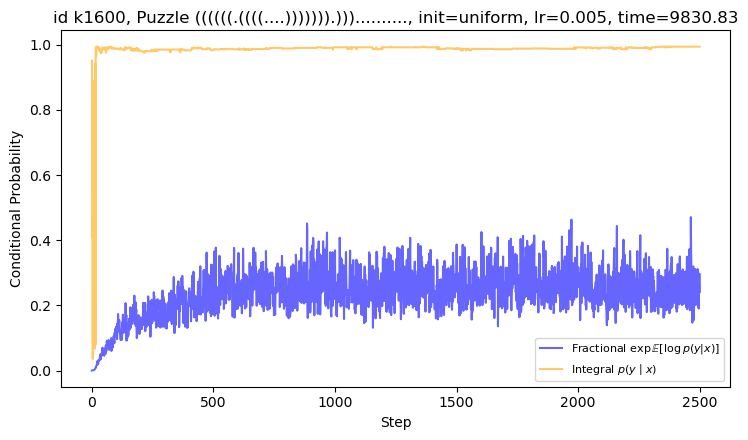 id k1600, Puzzle ((((((.((((....))))))).))).........., init=uniform, lr=0.005, time=9830.83
Conditional Probability
1.0
0.8
0.6
0.4
0.2
0.0
0
500
1000
1500
2000
2500
Step
Fractional exp𝔼[log p(y|x)]
Integral p(y | x)